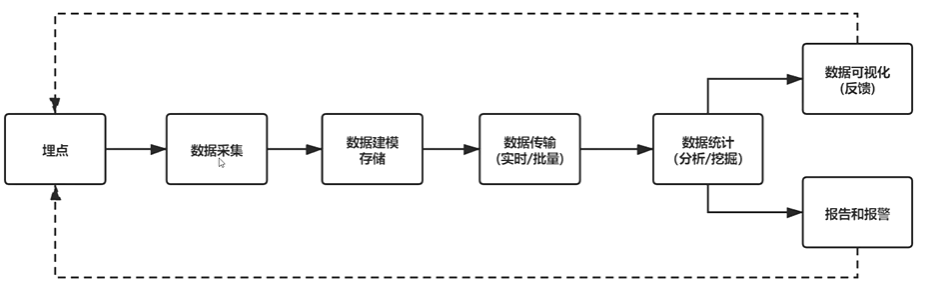 埋点
数据采集
数据建模
存储
数据传输
(实时/批量)
数据统计
(分析/挖掘)
数据可视化
(反馈)
报告和报警